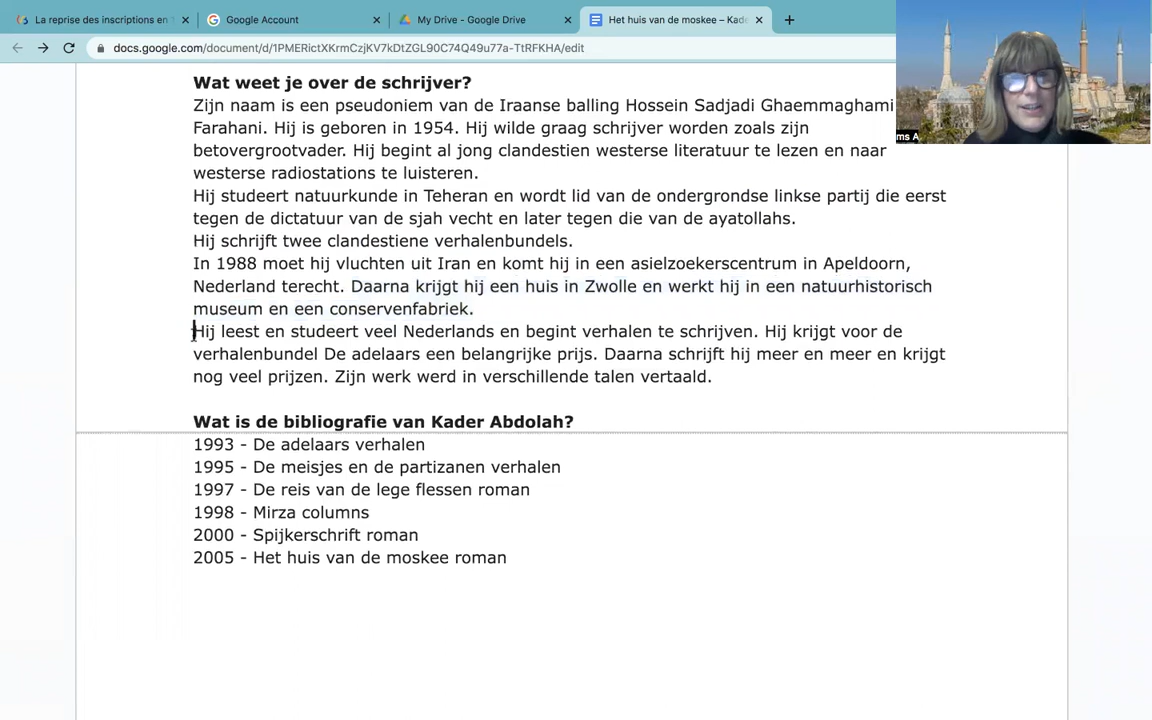 La reprise des inscriptions en
Google Account
My Drive - Google Drive
Het huis van de moskee – Kade
docs.google.com/document/d/1PMERictXKrmCzjKV7kDtZGL90C74Q49u77a-TtRFKHA/edit
ms A
Wat weet je over de schrijver?
Zijn naam is een pseudoniem van de Iraanse balling Hossein Sadjadi Ghaemmaghami
Farahani. Hij is geboren in 1954. Hij wilde graag schrijver worden zoals zijn
betovergrootvader. Hij begint al jong clandestien westerse literatuur te lezen en naar
westerse radiostations te luisteren.
Hij studeert natuurkunde in Teheran en wordt lid van de ondergrondse linkse partij die eerst
tegen de dictatuur van de sjah vecht en later tegen die van de ayatollahs.
Hij schrijft twee clandestiene verhalenbundels.
In 1988 moet hij vluchten uit Iran en komt hij in een asielzoekerscentrum in Apeldoorn,
Nederland terecht. Daarna krijgt hij een huis in Zwolle en werkt hij in een natuurhistorisch
museum en een conservenfabriek.
Hij leest en studeert veel Nederlands en begint verhalen te schrijven. Hij krijgt voor de
verhalenbundel De adelaars een belangrijke prijs. Daarna schrijft hij meer en meer en krijgt
nog veel prijzen. Zijn werk werd in verschillende talen vertaald.
Wat is de bibliografie van Kader Abdolah?
1993 - De adelaars verhalen
1995 - De meisjes en de partizanen verhalen
1997 - De reis van de lege flessen roman
1998 - Mirza columns
2000 - Spijkerschrift roman
2005 - Het huis van de moskee roman